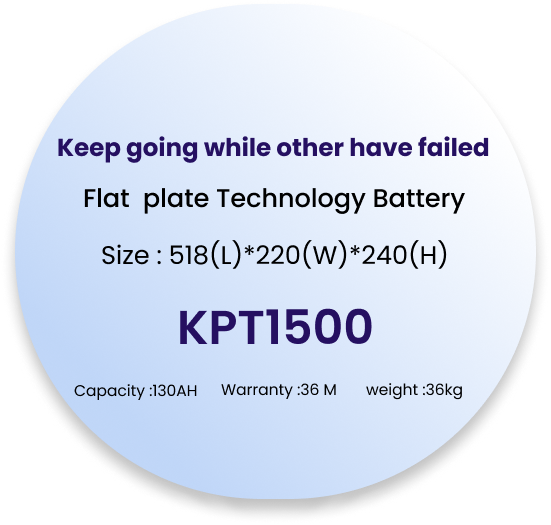 Keep going while other have failed
Flat plate Technology Battery
Size : 518(L)*220(W)*240(H)
KPT1500
Capacity :130AH Warranty :36 M weight :36kg